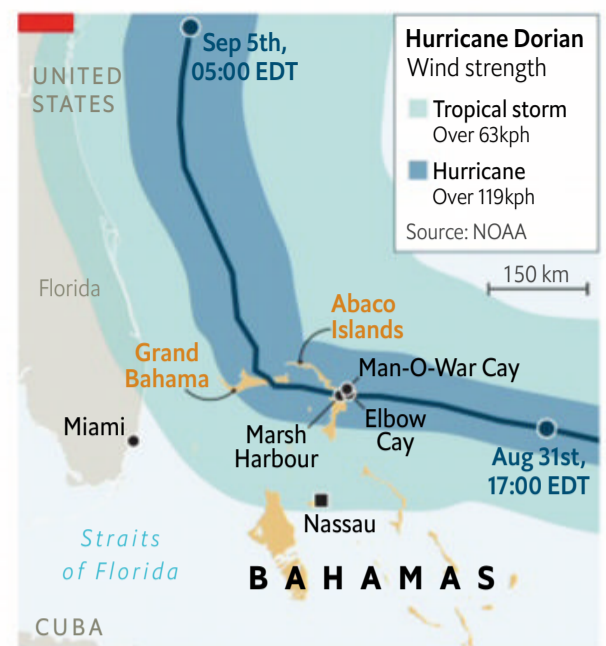 Sep 5th,
05:00 EDT
Hurricane Dorian
Wind strength
Tropical storm
Over 63kph
Hurricane
Over 119kph
Source: NOAA
UNITED
STATES
150 km
Florida
Abaco
Islands
Grand
Bahama
Man-O-War Cay
Miami
Marsh
Harbour
Elbow
Cay
Aug 31st,
17:00 EDT
Nassau
Straits
of Florida
BAHAMAS
CUBA